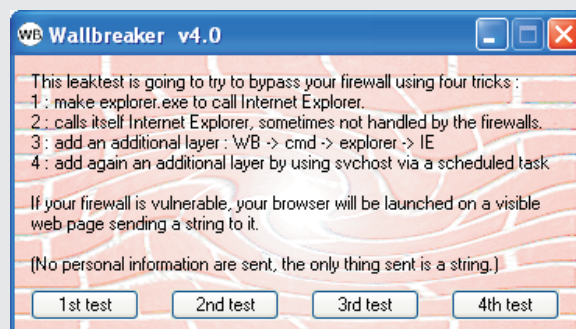 WB Wallbreaker v4.0
This leaktest is going to try to bypass your firewall using four tricks :
1 : make explorer.exe to call Internet Explorer.
2 : calls itself Internet Explorer, sometimes not handled by the firewalls.
3 : add an additional layer : WB -> cmd -> explorer -> IE
4 : add again an additional layer by using svchost via a scheduled task
If your firewall is vulnerable, your browser will be launched on a visible
web page sending a string to it.
(No personal information are sent, the only thing sent is a string.)
1st test 2nd test 3rd test 4th test